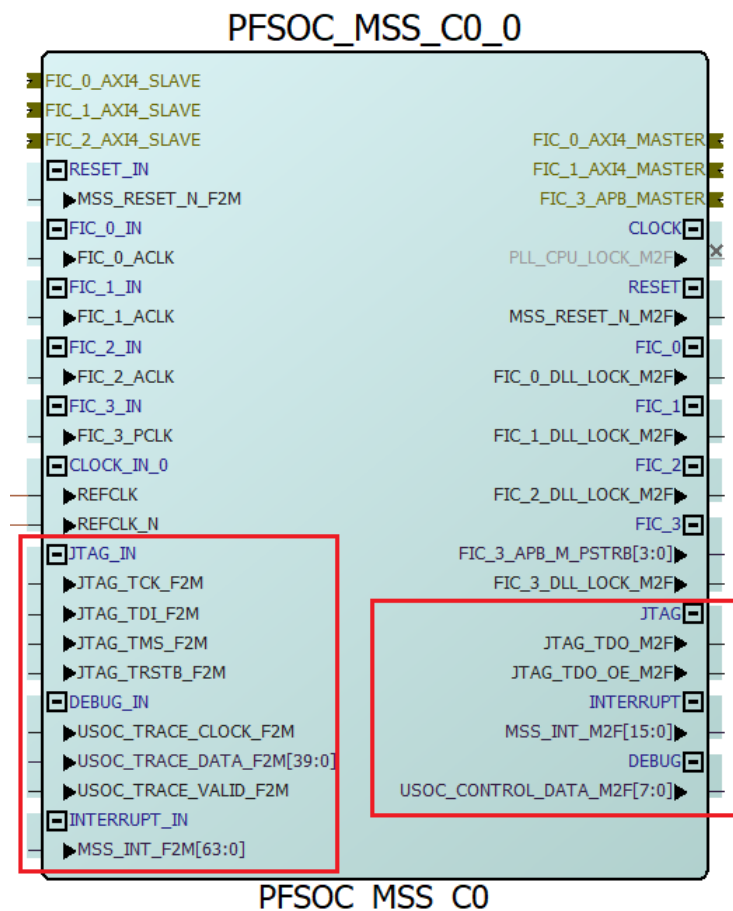 PFSOC_MSS_C0_0
FIC_0_AXI4_SLAVE
FIC_1_AXI4_SLAVE
FIC_2_AXI4_SLAVE
RESET_IN
MSS_RESET_N_F2M
FIC_0_IN
FIC_0_ACLK
FIC_1_IN
FIC_1_ACLK
FIC_2_IN
FIC_2_ACLK
FIC_3_IN
FIC_3_PCLK
CLOCK_IN_0
REFCLK
REFCLK_N
JTAG_IN
JTAG_TCK_F2M
JTAG_TDI_F2M
JTAG_TMS_F2M
JTAG_TRSTB_F2M
DEBUG_IN
USOC_TRACE_CLOCK_F2M
USOC_TRACE_DATA_F2M[39:0]
USOC_TRACE_VALID_F2M
INTERRUPT_IN
MSS_INT_F2M[63:0]
FIC_0_AXI4_MASTER
FIC_1_AXI4_MASTER
FIC_3_APB_MASTER
CLOCK
PLL_CPU_LOCK_M2F
RESET
MSS_RESET_N_M2F
FIC_0
FIC_0_DLL_LOCK_M2F
FIC_1
FIC_1_DLL_LOCK_M2F
FIC_2
FIC_2_DLL_LOCK_M2F
FIC_3
FIC_3_APB_M_PSTRB[3:0]
FIC_3_DLL_LOCK_M2F
JTAG
JTAG_TDO_M2F
JTAG_TDO_OE_M2F
INTERRUPT
MSS_INT_M2F[15:0]
DEBUG
USOC_CONTROL_DATA_M2F[7:0]
PFSOC_MSS_C0